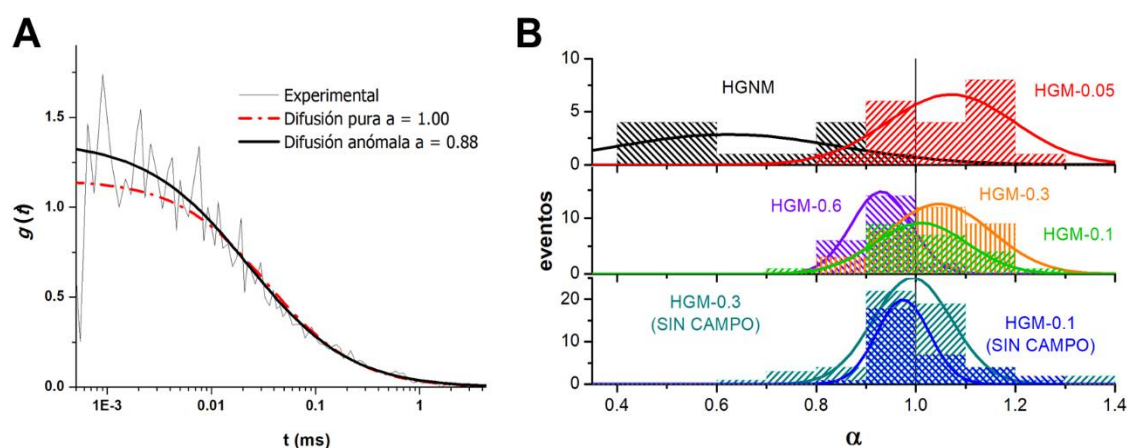 A
g(t)
1.5
1.0
0.5
0.0
Experimental
Difusión pura a = 1.00
Difusión anómala a = 0.88
1E-3 0.01 0.1 1
t (ms)
B
eventos
10
5
0
HGNM
HGM-0.05
10
0
HGM-0.6
HGM-0.3
HGM-0.1
20
10
0
HGM-0.3
(SIN CAMPO)
HGM-0.1
(SIN CAMPO)
0.4 0.6 0.8 1.0 1.2 1.4
α